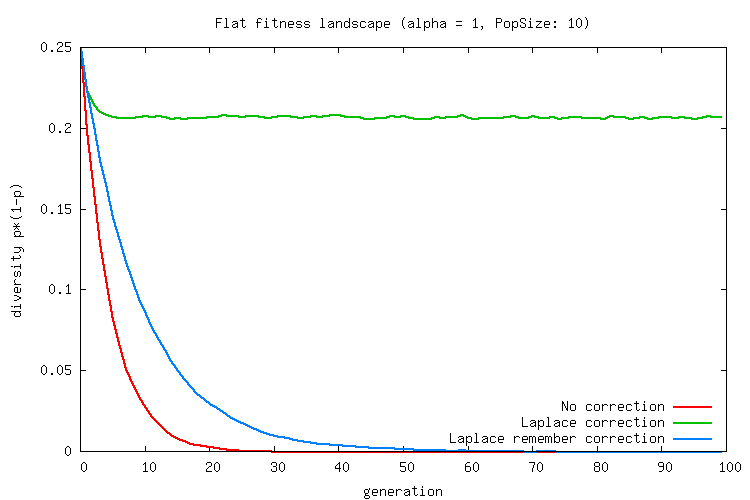 Flat fitness landscape (alpha = 1, PopSize: 10)
0.25
0.2
0.15
0.1
0.05
0
diversity p*(1-p)
No correction
Laplace correction
Laplace remember correction
0 10 20 30 40 50 60 70 80 90 100
generation